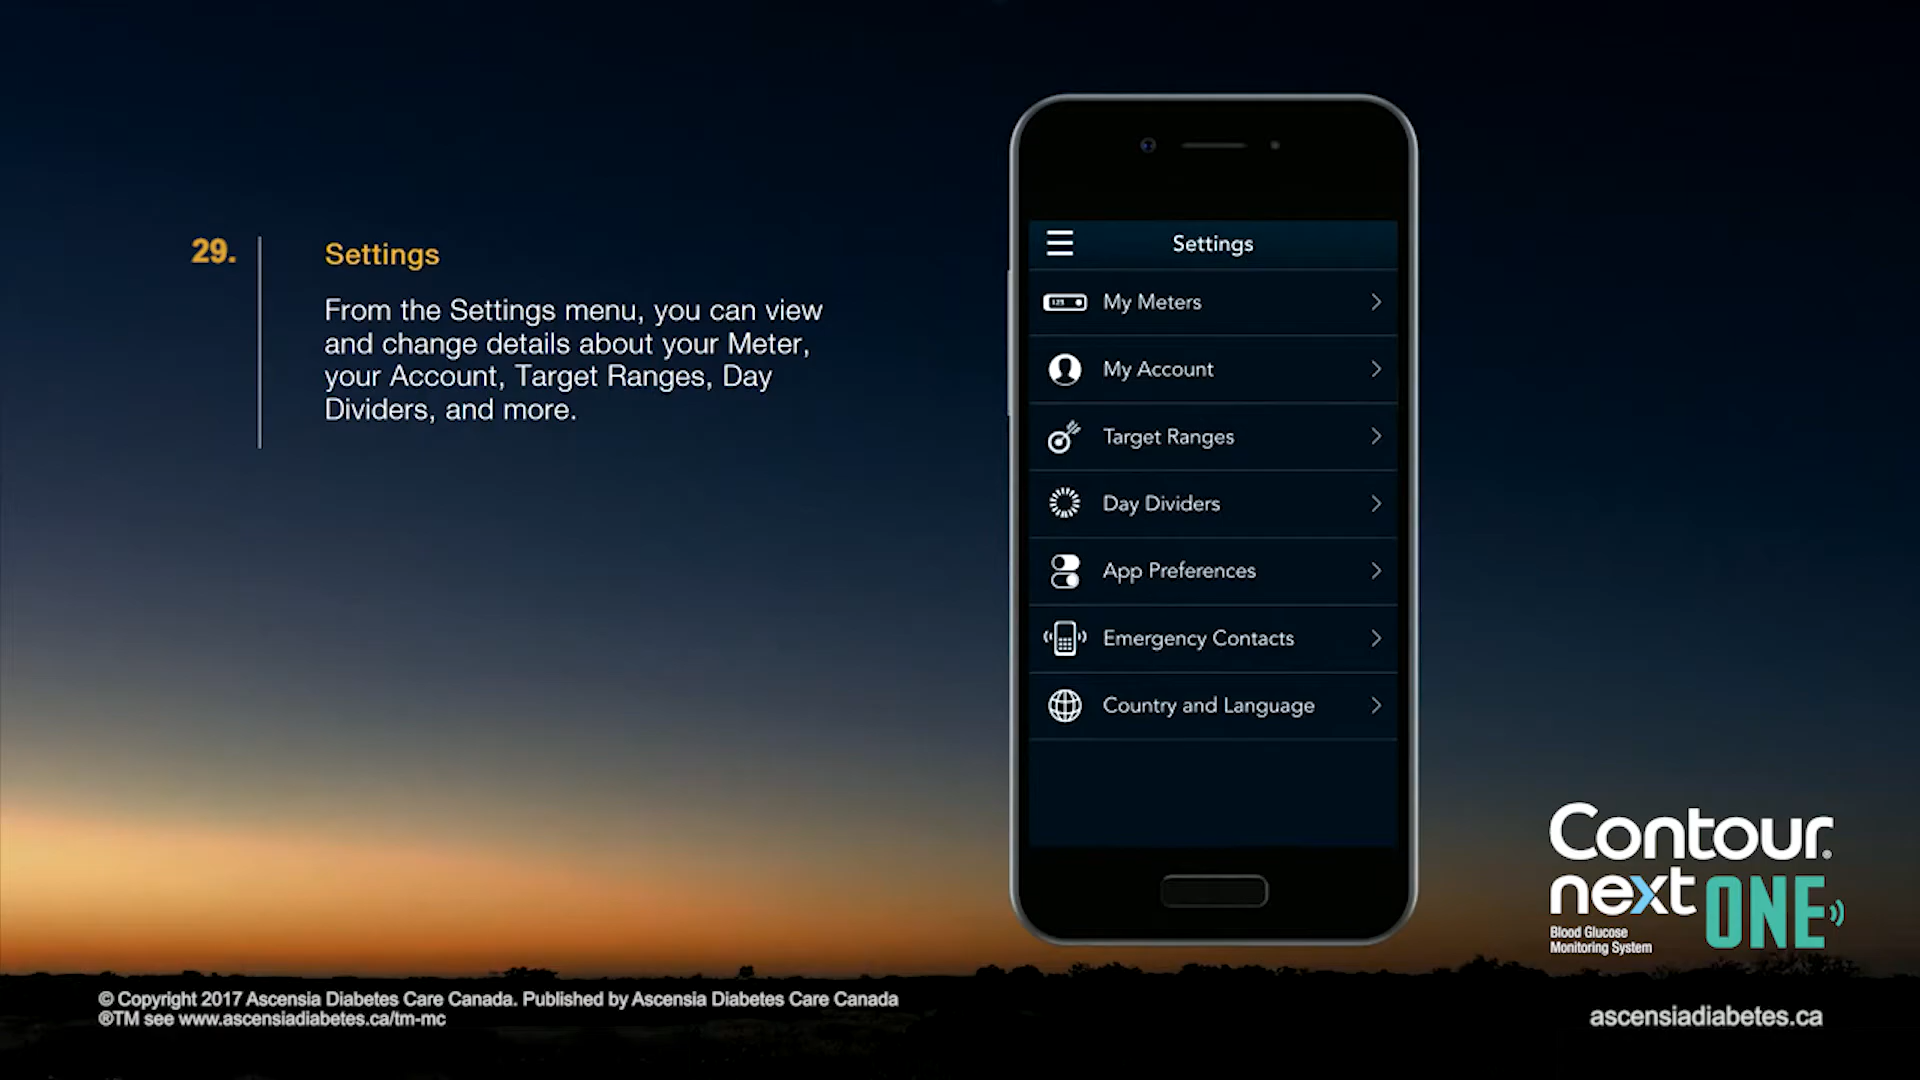 29.
Settings
From the Settings menu, you can view
and change details about your Meter,
your Account, Target Ranges, Day
Dividers, and more.
Settings
123
My Meters
My Account
Target Ranges
Day Dividers
App Preferences
Emergency Contacts
Country and Language
Contour®
next ONE
Blood Glucose
Monitoring System
© Copyright 2017 Ascensia Diabetes Care Canada. Published by Ascensia Diabetes Care Canada
®TM see www.ascensiadiabetes.ca/tm-mc
ascensiadiabetes.ca